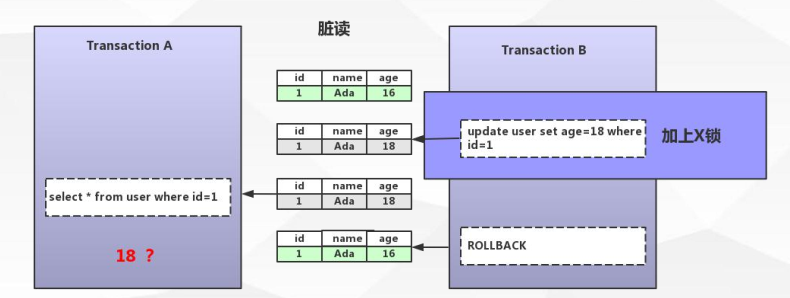 脏读
Transaction A
Transaction B
id name age
1 Ada 16
id name age
1 Ada 18
update user set age=18 where
id=1
加上X锁
id name age
1 Ada 18
select * from user where id=1
id name age
1 Ada 16
ROLLBACK
18 ？